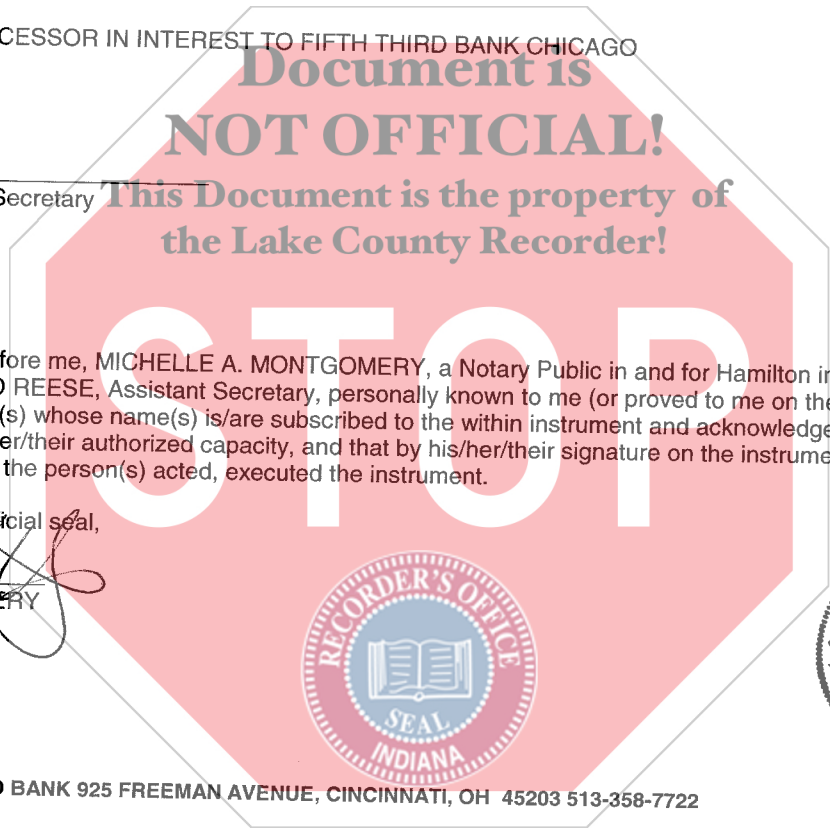 CESSOR IN INTEREST TO FIFTH THIRD BANK CHICAGO
Document is
NOT OFFICIAL!
Secretary
This Document is the property of
the Lake County Recorder!
STOP
fore me, MICHELLE A. MONTGOMERY, a Notary Public in and for Hamilton in
REESE, Assistant Secretary, personally known to me (or proved to me on the
(s) whose name(s) is/are subscribed to the within instrument and acknowledge
er/their authorized capacity, and that by his/her/their signature on the instrume
the person(s) acted, executed the instrument.
icial seal,
ERY
RECORDER'S OFFICE
SEAL
INDIANA
BANK 925 FREEMAN AVENUE, CINCINNATI, OH 45203 513-358-7722